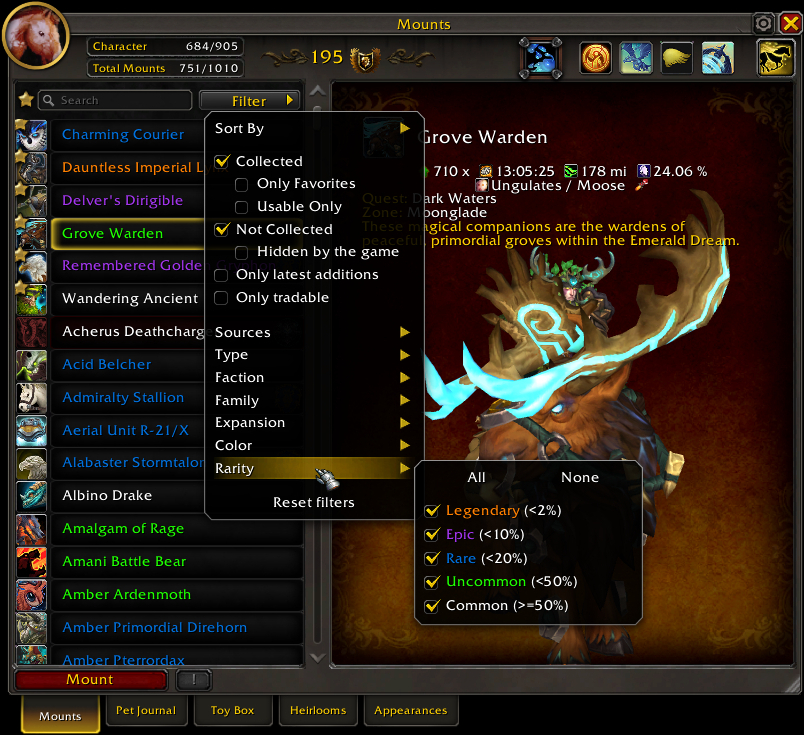 Mounts
Character 684/905
Total Mounts 751/1010
195
Search
Filter
Charming Courier
Dauntless Imperial L
Delver's Dirigible
Grove Warden
Remembered Golde
Wandering Ancient
Acherus Deathcharg
Acid Belcher
Admiralty Stallion
Aerial Unit R-21/X
Alabaster Stormtalon
Albino Drake
Amalgam of Rage
Amani Battle Bear
Amber Ardenmoth
Amber Primordial Direhorn
Amber Pterrordax
Sort By
Collected
Only Favorites
Usable Only
Not Collected
Hidden by the game
Only latest additions
Only tradable
Sources
Type
Faction
Family
Expansion
Color
Rarity
Reset filters
All None
Legendary (<2%)
Epic (<10%)
Rare (<20%)
Uncommon (<50%)
Common (>=50%)
Grove Warden
710 x 13:05:25 178 mi 24.06 %
Ungulates / Moose
Quest: Dark Waters
Zone: Moonglade
These magical companions are the wardens of
peaceful, primordial groves within the Emerald Dream.
Mount
!
Mounts
Pet Journal
Toy Box
Heirlooms
Appearances